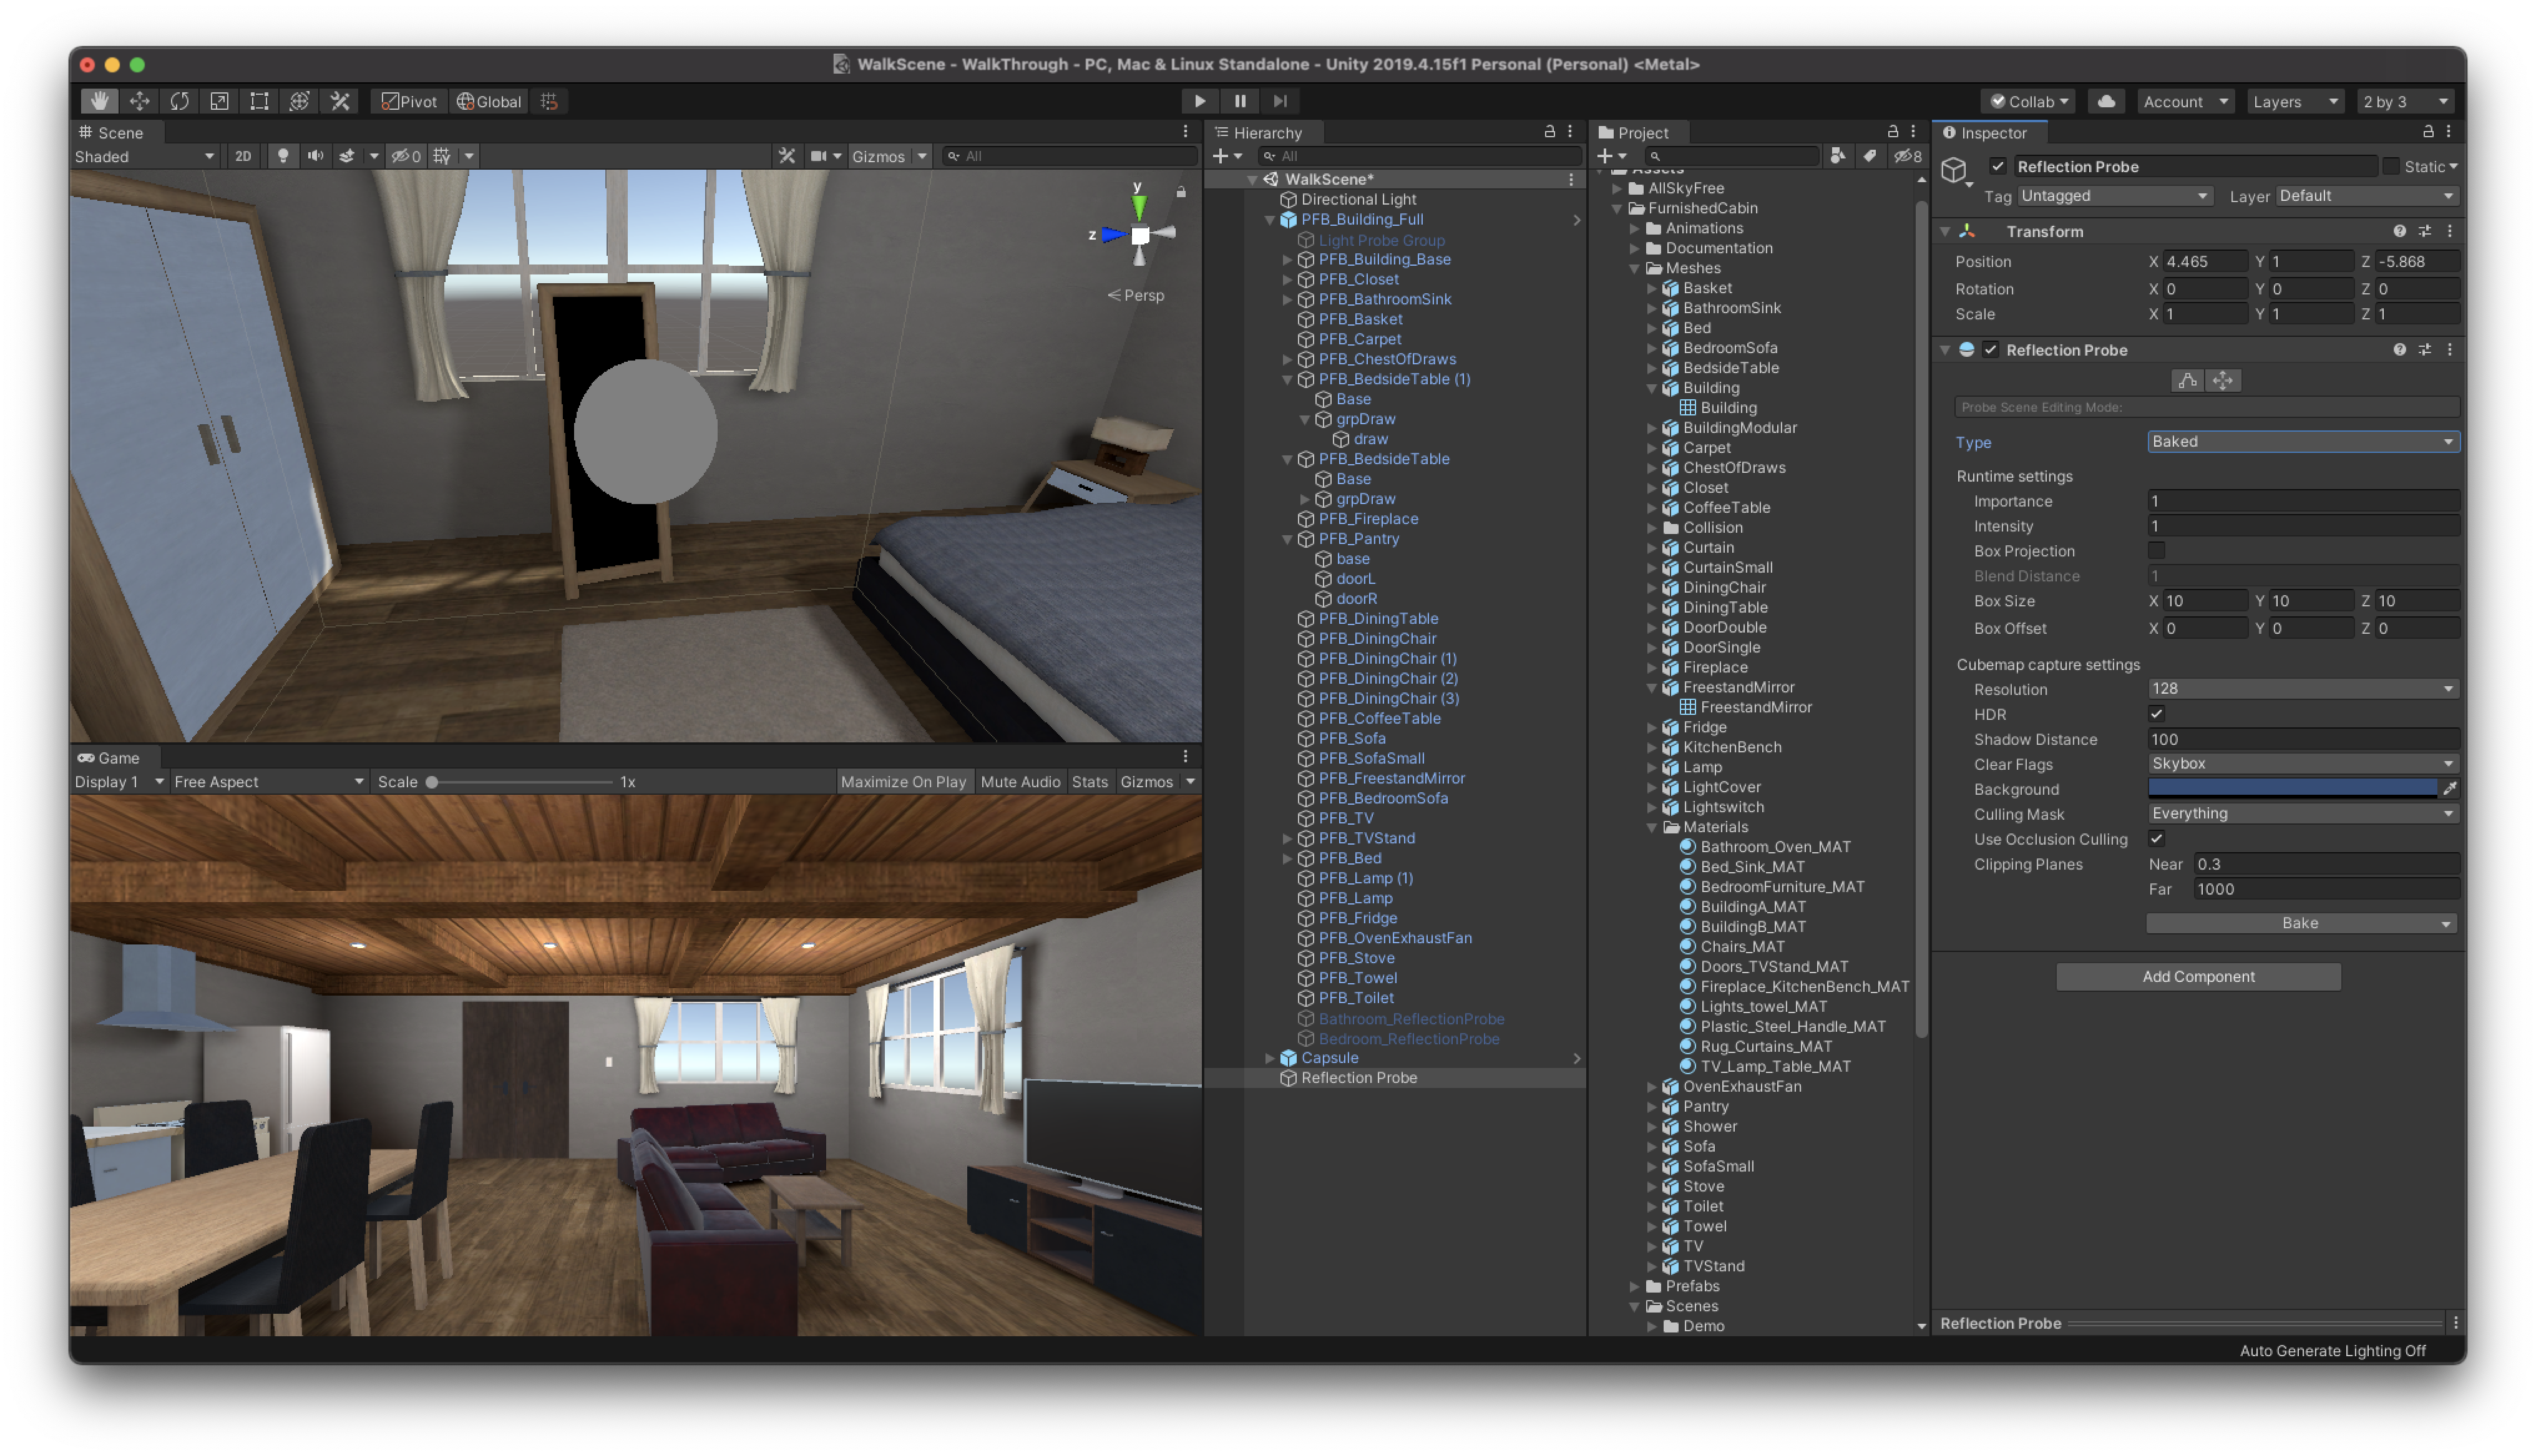 WalkScene - WalkThrough - PC, Mac & Linux Standalone - Unity 2019.4.15f1 Personal (Personal) <Metal>
Pivot Global Collab Account Layers 2 by 3
Scene
Shaded 2D 0 Gizmos All
y
z
Persp
Game
Display 1 Free Aspect Scale 1x Maximize On Play Mute Audio Stats Gizmos
Hierarchy
All
WalkScene*
Directional Light
PFB_Building_Full
Light Probe Group
PFB_Building_Base
PFB_Closet
PFB_BathroomSink
PFB_Basket
PFB_Carpet
PFB_ChestOfDraws
PFB_BedsideTable (1)
Base
grpDraw
draw
PFB_BedsideTable
Base
grpDraw
PFB_Fireplace
PFB_Pantry
base
doorL
doorR
PFB_DiningTable
PFB_DiningChair
PFB_DiningChair (1)
PFB_DiningChair (2)
PFB_DiningChair (3)
PFB_CoffeeTable
PFB_Sofa
PFB_SofaSmall
PFB_FreestandMirror
PFB_BedroomSofa
PFB_TV
PFB_TVStand
PFB_Bed
PFB_Lamp (1)
PFB_Lamp
PFB_Fridge
PFB_OvenExhaustFan
PFB_Stove
PFB_Towel
PFB_Toilet
Bathroom_ReflectionProbe
Bedroom_ReflectionProbe
Capsule
Reflection Probe
Project
8
Assets
AllSkyFree
FurnishedCabin
Animations
Documentation
Meshes
Basket
BathroomSink
Bed
BedroomSofa
BedsideTable
Building
Building
BuildingModular
Carpet
ChestOfDraws
Closet
CoffeeTable
Collision
Curtain
CurtainSmall
DiningChair
DiningTable
DoorDouble
DoorSingle
Fireplace
FreestandMirror
FreestandMirror
Fridge
KitchenBench
Lamp
LightCover
Lightswitch
Materials
Bathroom_Oven_MAT
Bed_Sink_MAT
BedroomFurniture_MAT
BuildingA_MAT
BuildingB_MAT
Chairs_MAT
Doors_TVStand_MAT
Fireplace_KitchenBench_MAT
Lights_towel_MAT
Plastic_Steel_Handle_MAT
Rug_Curtains_MAT
TV_Lamp_Table_MAT
OvenExhaustFan
Pantry
Shower
Sofa
SofaSmall
Stove
Toilet
Towel
TV
TVStand
Prefabs
Scenes
Demo
Inspector
Reflection Probe Static
Tag Untagged Layer Default
Transform
Position X 4.465 Y 1 Z -5.868
Rotation X 0 Y 0 Z 0
Scale X 1 Y 1 Z 1
Reflection Probe
Probe Scene Editing Mode:
Type Baked
Runtime settings
Importance 1
Intensity 1
Box Projection
Blend Distance 1
Box Size X 10 Y 10 Z 10
Box Offset X 0 Y 0 Z 0
Cubemap capture settings
Resolution 128
HDR
Shadow Distance 100
Clear Flags Skybox
Background
Culling Mask Everything
Use Occlusion Culling
Clipping Planes Near 0.3
Far 1000
Bake
Add Component
Reflection Probe
Auto Generate Lighting Off